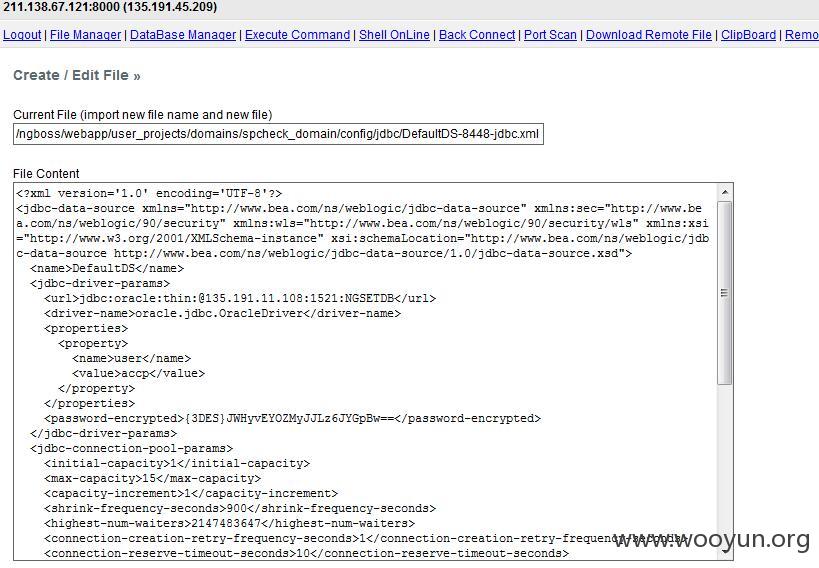 211.138.67.121:8000 (135.191.45.209)
Logout | File Manager | DataBase Manager | Execute Command | Shell OnLine | Back Connect | Port Scan | Download Remote File | ClipBoard | Remo
Create / Edit File »
Current File (import new file name and new file)
/ngboss/webapp/user_projects/domains/spcheck_domain/config/jdbc/DefaultDS-8448-jdbc.xml
File Content
<?xml version='1.0' encoding='UTF-8'?>
<jdbc-data-source xmlns="http://www.bea.com/ns/weblogic/jdbc-data-source" xmlns:sec="http://www.be
a.com/ns/weblogic/90/security" xmlns:wls="http://www.bea.com/ns/weblogic/90/security/wls" xmlns:xsi
="http://www.w3.org/2001/XMLSchema-instance" xsi:schemaLocation="http://www.bea.com/ns/weblogic/jdb
c-data-source http://www.bea.com/ns/weblogic/jdbc-data-source/1.0/jdbc-data-source.xsd">
<name>DefaultDS</name>
<jdbc-driver-params>
<url>jdbc:oracle:thin:@135.191.11.108:1521:NGSETDB</url>
<driver-name>oracle.jdbc.OracleDriver</driver-name>
<properties>
<property>
<name>user</name>
<value>accp</value>
</property>
</properties>
<password-encrypted>{3DES}JWHyvEYOZMyJJLz6JYGpBw==</password-encrypted>
</jdbc-driver-params>
<jdbc-connection-pool-params>
<initial-capacity>1</initial-capacity>
<max-capacity>15</max-capacity>
<capacity-increment>1</capacity-increment>
<shrink-frequency-seconds>900</shrink-frequency-seconds>
<highest-num-waiters>2147483647</highest-num-waiters>
<connection-creation-retry-frequency-seconds>1</connection-creation-retry-frequency-seconds>
<connection-reserve-timeout-seconds>10</connection-reserve-timeout-seconds>
www.wooyun.org